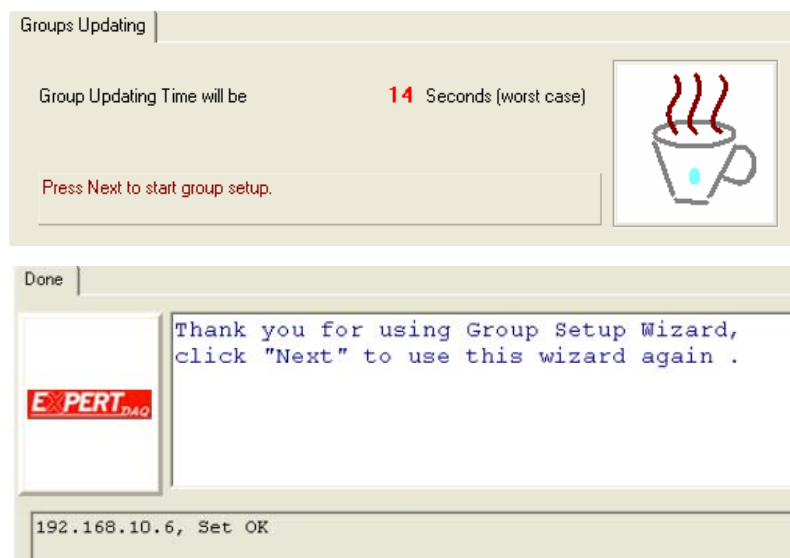 Groups Updating
Group Updating Time will be 14 Seconds (worst case)
Press Next to start group setup.
Done
Thank you for using Group Setup Wizard,
click "Next" to use this wizard again .
EXPERTDAQ
192.168.10.6, Set OK